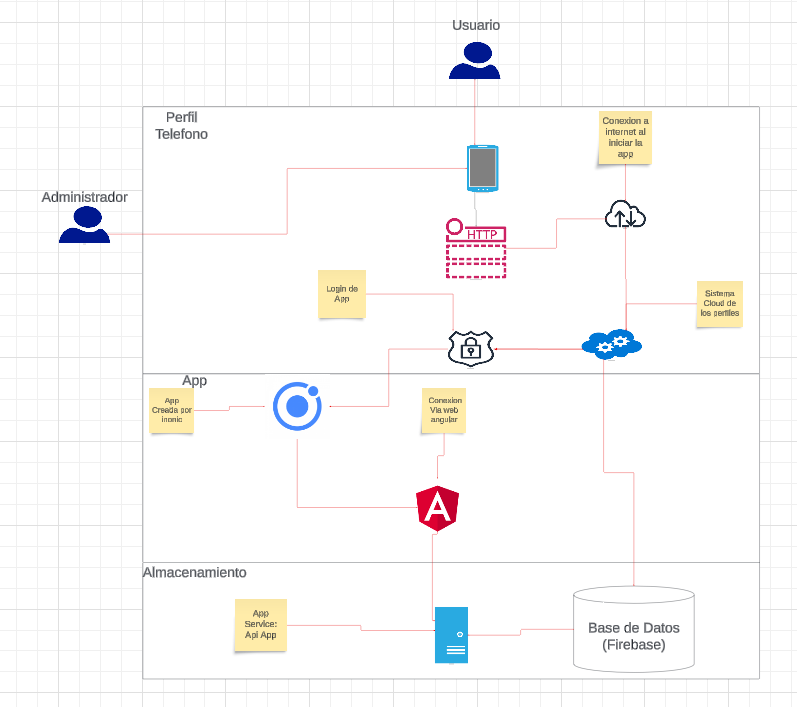 Usuario
Perfil
Telefono
Conexion a
internet al
iniciar la
app
Administrador
HTTP
Login de
App
Sistema
Cloud de
los perfiles
App
App
Creada por
inonic
Conexion
Via web
angular
A
Almacenamiento
App
Service:
Api App
Base de Datos
(Firebase)